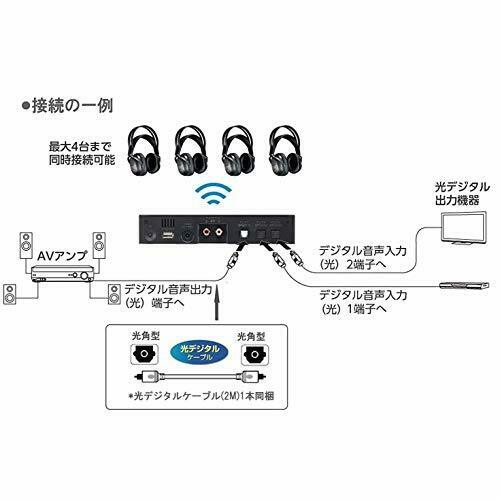 ●接続の一例
最大4台まで
同時接続可能
光デジタル
出力機器
AVアンプ
デジタル音声入力
（光）2端子へ
デジタル音声出力
（光）端子へ
デジタル音声入力
（光）1端子へ
光角型
光デジタル
ケーブル
光角型
*光デジタルケーブル(2M)1本同梱